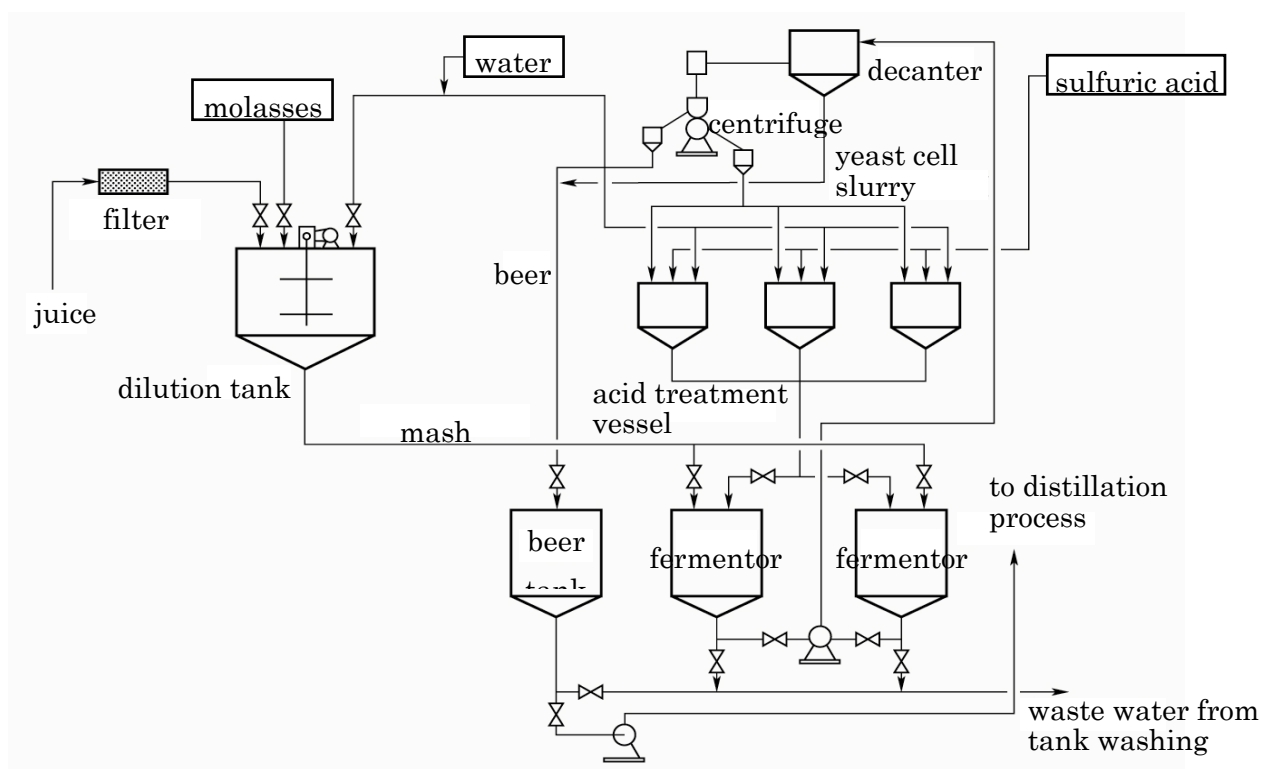 water
decanter
sulfuric acid
molasses
centrifuge
yeast cell
slurry
filter
beer
juice
dilution tank
acid treatment
vessel
mash
to distillation
process
beer
tank
fermentor
fermentor
waste water from
tank washing